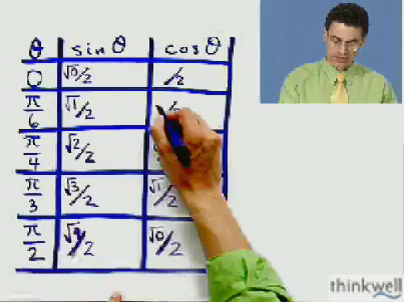 θ sin θ cos θ
0 √0/2 /2
π/6 √1/2 /2
π/4 √2/2
π/3 √3/2 √1/2
π/2 √4/2 √0/2
thinkwell